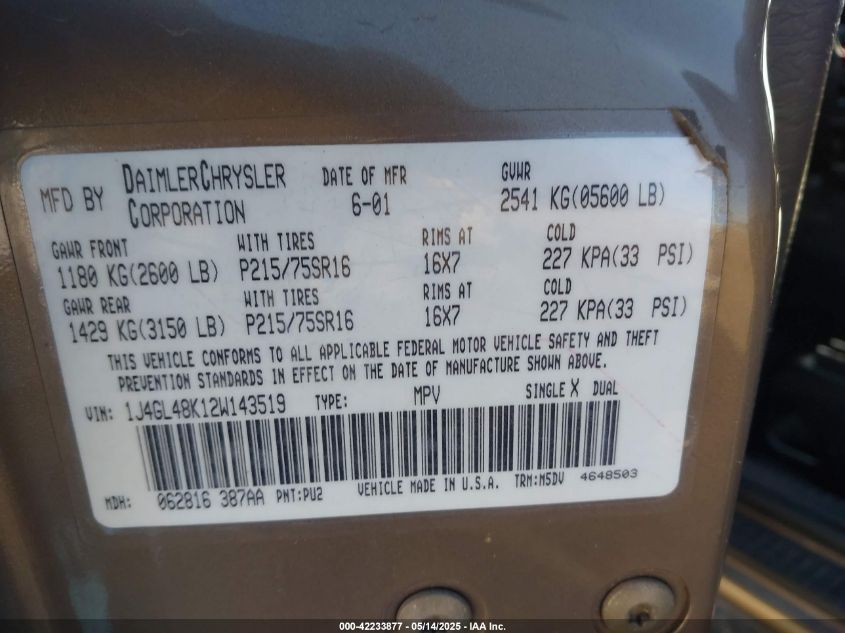 MFD BY DAIMLERCHRYSLER CORPORATION DATE OF MFR 6-01 GVWR 2541 KG(05600 LB)
GAWR FRONT WITH TIRES RIMS AT COLD
1180 KG(2600 LB) P215/75SR16 16X7 227 KPA(33 PSI)
GAWR REAR WITH TIRES RIMS AT COLD
1429 KG(3150 LB) P215/75SR16 16X7 227 KPA(33 PSI)
THIS VEHICLE CONFORMS TO ALL APPLICABLE FEDERAL MOTOR VEHICLE SAFETY AND THEFT
PREVENTION STANDARDS IN EFFECT ON THE DATE OF MANUFACTURE SHOWN ABOVE.
VIN: 1J4GL48K12W143519 TYPE: MPV SINGLE X DUAL
MDH: 062816 387AA PNT:PU2 VEHICLE MADE IN U.S.A. TRM:M5DV 4648503
000-42233877 - 05/14/2025 - IAA Inc.